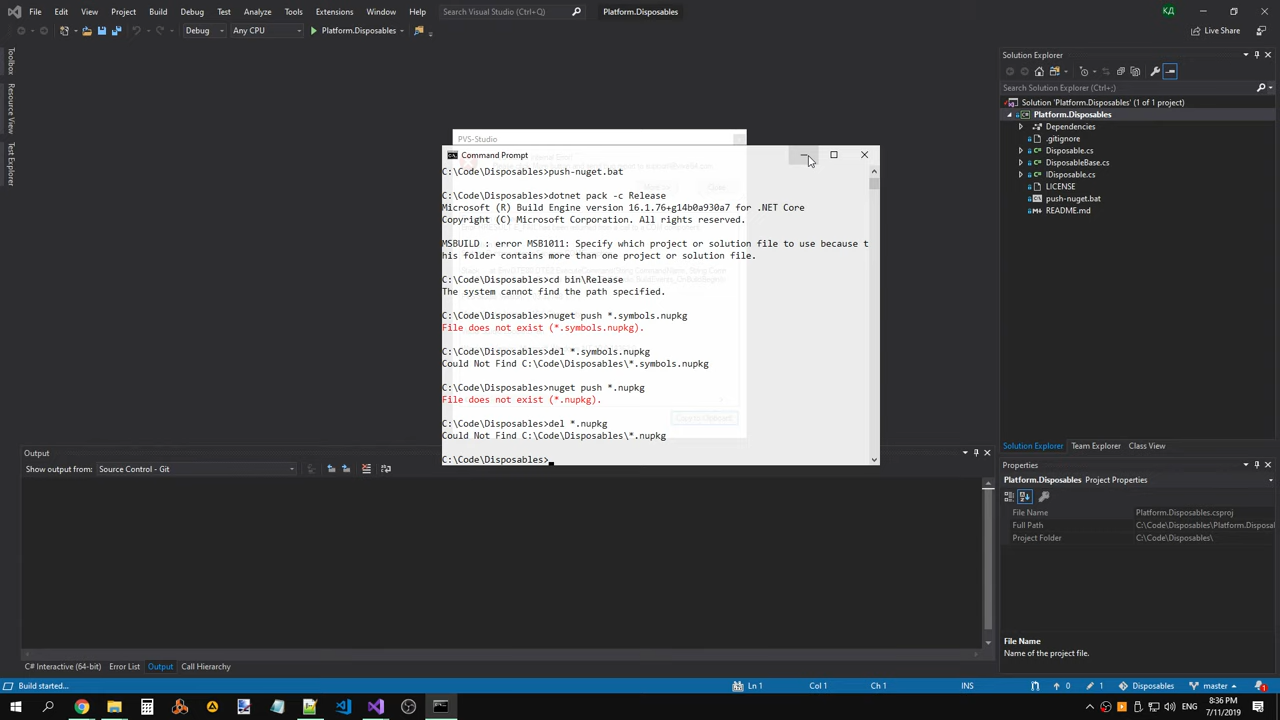 File Edit View Project Build Debug Test Analyze Tools Extensions Window Help Search Visual Studio (Ctrl+Q) Platform.Disposables КД
Debug Any CPU Platform.Disposables Live Share
Toolbox
Resource View
Test Explorer
PVS-Studio
Command Prompt
C:\Code\Disposables>push-nuget.bat
C:\Code\Disposables>dotnet pack -c Release
Microsoft (R) Build Engine version 16.1.76+g14b0a930a7 for .NET Core
Copyright (C) Microsoft Corporation. All rights reserved.
MSBUILD : error MSB1011: Specify which project or solution file to use because t
his folder contains more than one project or solution file.
C:\Code\Disposables>cd bin\Release
The system cannot find the path specified.
C:\Code\Disposables>nuget push *.symbols.nupkg
File does not exist (*.symbols.nupkg).
C:\Code\Disposables>del *.symbols.nupkg
Could Not Find C:\Code\Disposables\*.symbols.nupkg
C:\Code\Disposables>nuget push *.nupkg
File does not exist (*.nupkg).
C:\Code\Disposables>del *.nupkg
Could Not Find C:\Code\Disposables\*.nupkg
C:\Code\Disposables>
Solution Explorer
Search Solution Explorer (Ctrl+;)
Solution 'Platform.Disposables' (1 of 1 project)
Platform.Disposables
Dependencies
.gitignore
Disposable.cs
DisposableBase.cs
IDisposable.cs
LICENSE
push-nuget.bat
README.md
Solution Explorer Team Explorer Class View
Properties
Platform.Disposables Project Properties
File Name Platform.Disposables.csproj
Full Path C:\Code\Disposables\Platform.Disposal
Project Folder C:\Code\Disposables\
File Name
Name of the project file.
Output
Show output from: Source Control - Git
C# Interactive (64-bit) Error List Output Call Hierarchy
Build started... Ln 1 Col 1 Ch 1 INS 0 1 Disposables master
8:36 PM
7/11/2019